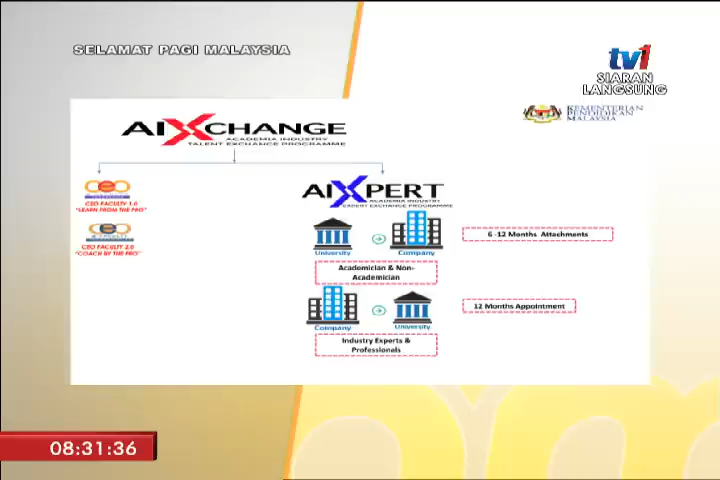 SELAMAT PAGI MALAYSIA
tv1
SIARAN
LANGSUNG
KEMENTERIAN
PENDIDIKAN
MALAYSIA
AIXCHANGE
ACADEMIA INDUSTRY
TALENT EXCHANGE PROGRAMME
CEO
CEO FACULTY 1.0
"LEARN FROM THE PRO"
CEO
CEO FACULTY 2.0
"COACH BY THE PRO"
AIXPERT
ACADEMIA INDUSTRY
EXPERT EXCHANGE PROGRAMME
University
Company
6 -12 Months Attachments
Academician & Non-
Academician
Company
University
12 Months Appointment
Industry Experts &
Professionals
08:31:36